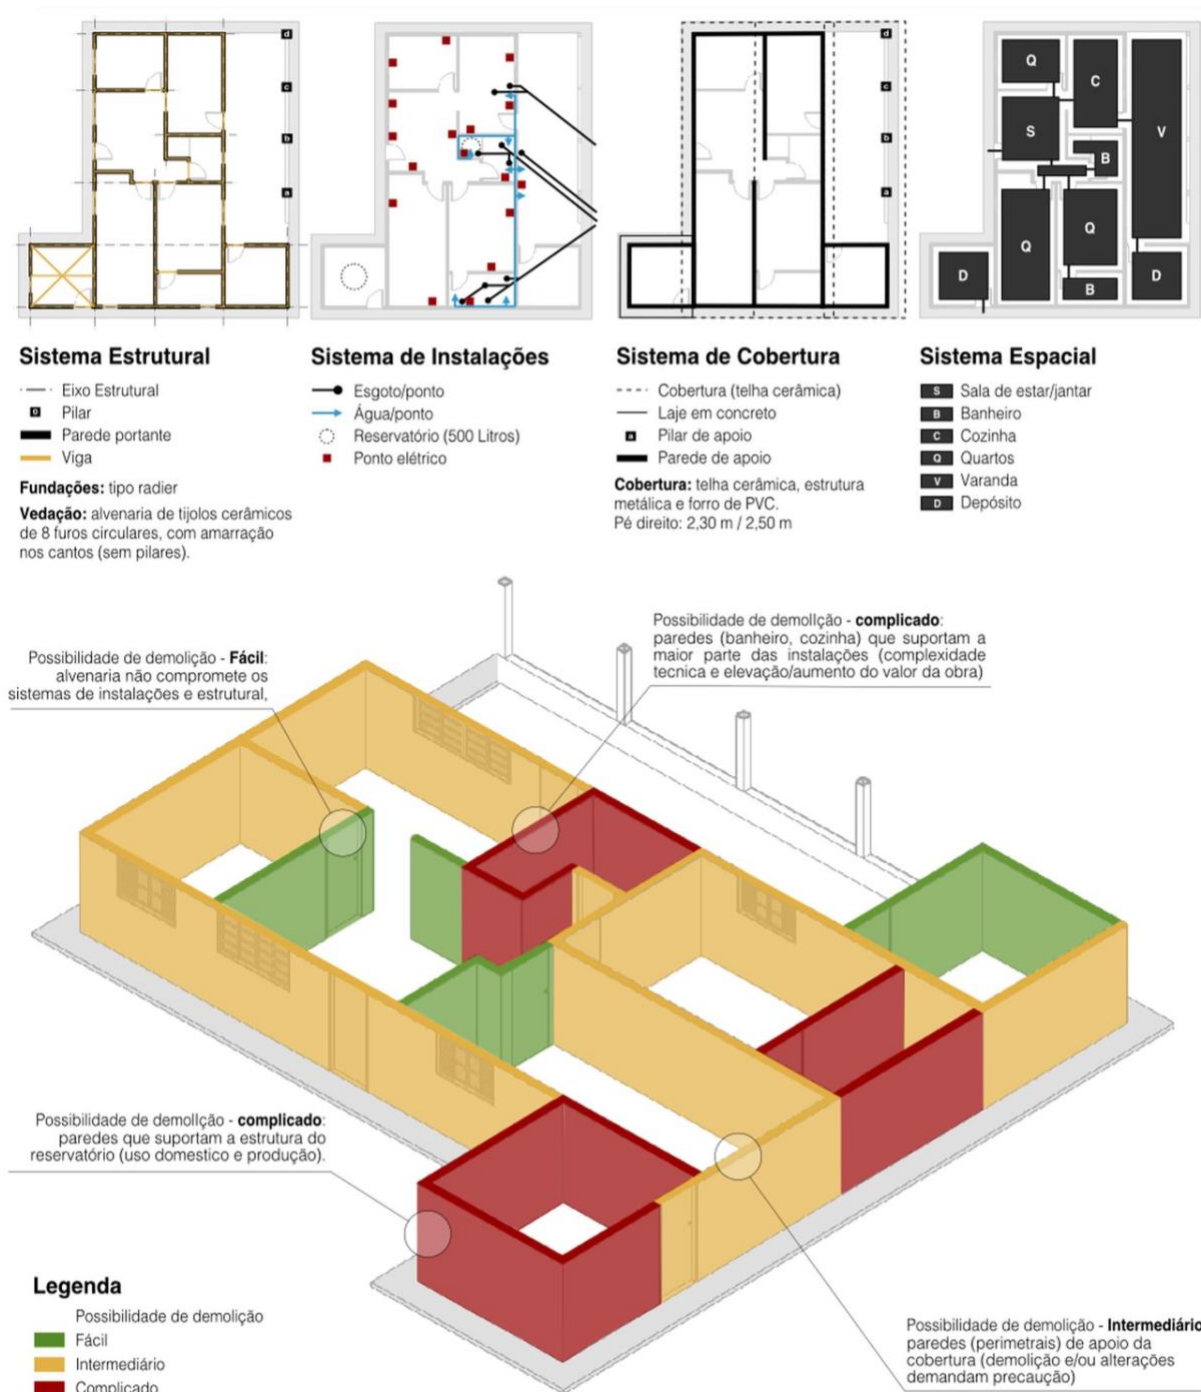 d
c
b
a
d
c
b
a
Q
C
S
V
B
Q
Q
D
B
D
Sistema Estrutural
Eixo Estrutural
Pilar
Parede portante
Viga
Fundações: tipo radier
Vedação: alvenaria de tijolos cerâmicos
de 8 furos circulares, com amarração
nos cantos (sem pilares).
Sistema de Instalações
Esgoto/ponto
Água/ponto
Reservatório (500 Litros)
Ponto elétrico
Sistema de Cobertura
Cobertura (telha cerâmica)
Laje em concreto
a Pilar de apoio
Parede de apoio
Cobertura: telha cerâmica, estrutura
metálica e forro de PVC.
Pé direito: 2,30 m / 2,50 m
Sistema Espacial
S Sala de estar/jantar
B Banheiro
C Cozinha
Q Quartos
V Varanda
D Depósito
Possibilidade de demolição - Fácil:
alvenaria não compromete os
sistemas de instalações e estrutural,
Possibilidade de demolIção - complicado:
paredes (banheiro, cozinha) que suportam a
maior parte das instalações (complexidade
tecnica e elevação/aumento do valor da obra)
Possibilidade de demolIção - complicado:
paredes que suportam a estrutura do
reservatório (uso domestico e produção).
Legenda
Possibilidade de demolição
Fácil
Intermediário
Complicado
Possibilidade de demolição - Intermediário
paredes (perimetrais) de apoio da
cobertura (demolição e/ou alterações
demandam precaução)